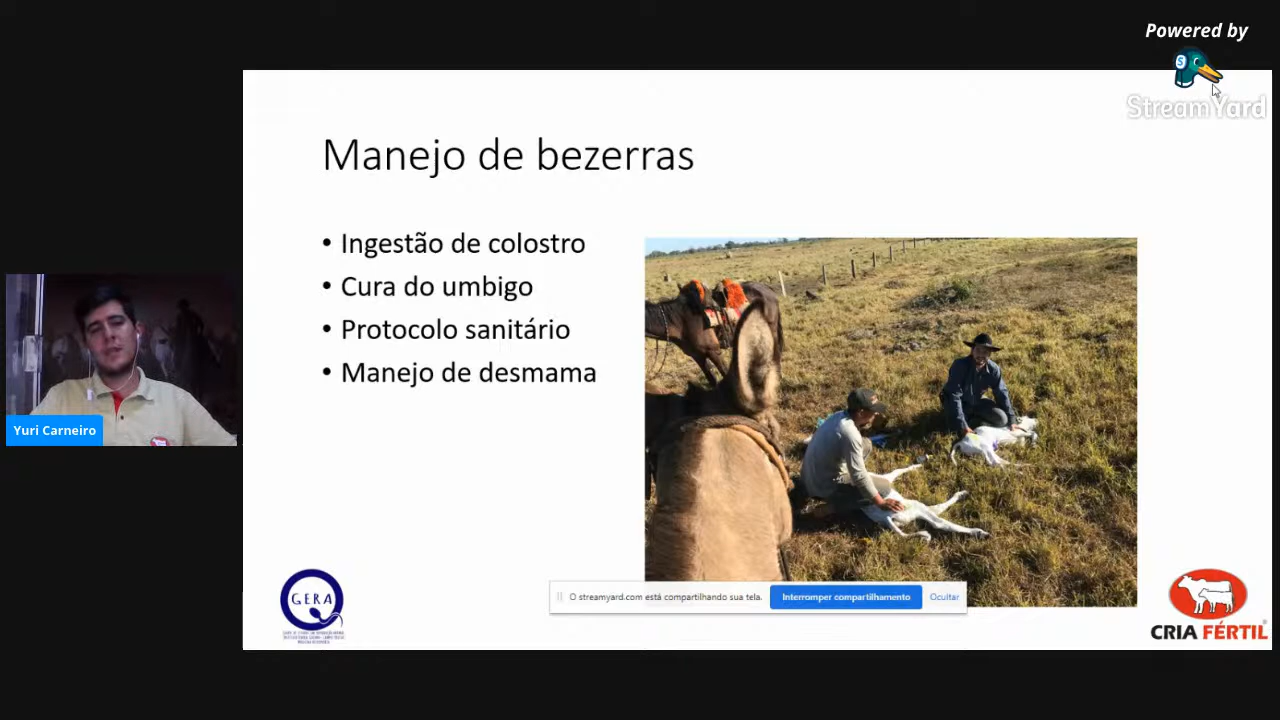 Powered by
StreamYard
Manejo de bezerras
• Ingestão de colostro
• Cura do umbigo
• Protocolo sanitário
• Manejo de desmama
Yuri Carneiro
O streamyard.com está compartilhando sua tela.
Interromper compartilhamento
Ocultar
GERA
CRIA FÉRTIL